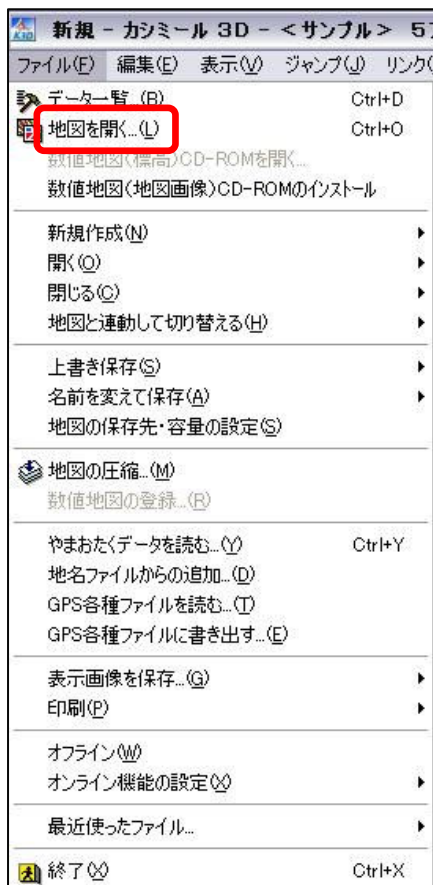 新規 - カシミール 3D - <サンプル> 5
ファイル(F) 編集(E) 表示(V) ジャンプ(J) リンク(
データ一覧...(B) Ctrl+D
地図を開く...(L) Ctrl+O
数値地図(標高)CD-ROMを開く...
数値地図(地図画像)CD-ROMのインストール
新規作成(N)
開く(O)
閉じる(C)
地図と連動して切り替える(H)
上書き保存(S)
名前を変えて保存(A)
地図の保存先・容量の設定(S)
地図の圧縮...(M)
数値地図の登録...(R)
やまおたくデータを読む...(Y) Ctrl+Y
地名ファイルからの追加...(D)
GPS各種ファイルを読む...(T)
GPS各種ファイルに書き出す...(E)
表示画像を保存...(G)
印刷(P)
オフライン(W)
オンライン機能の設定(X)
最近使ったファイル...
終了(X) Ctrl+X